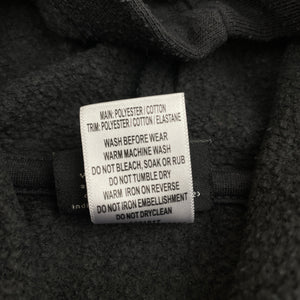 MAIN: POLYESTER / COTTON
TRIM: POLYESTER / COTTON / ELASTANE
WASH BEFORE WEAR
WARM MACHINE WASH
DO NOT BLEACH, SOAK OR RUB
DO NOT TUMBLE DRY
WARM IRON ON REVERSE
DO NOT IRON EMBELLISHMENT
DO NOT DRYCLEAN